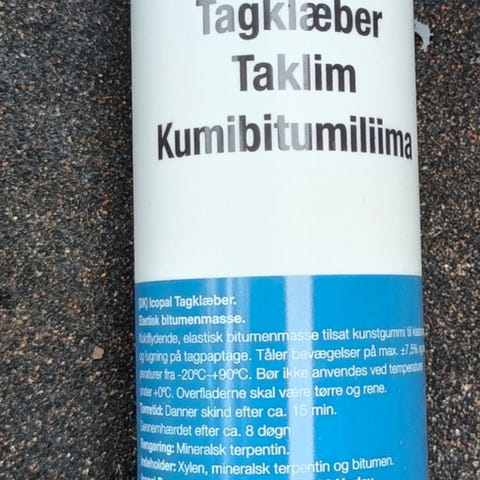 Tagklæber
Taklim
Kumibitumiliima
(DK) Icopal Tagklæber.
Elastisk bitumenmasse.
Koldtflydende, elastisk bitumenmasse tilsat kunstgummi til
og fugning på tagpaptage. Tåler bevægelser på max. ±7,5%
peraturer fra -20°C-+90°C. Bør ikke anvendes ved temperaturer
under +0°C. Overfladerne skal være tørre og rene.
Tørretid: Danner skind efter ca. 15 min.
Gennemhærdet efter ca. 8 døgn.
Rengøring: Mineralsk terpentin.
Indeholder: Xylen, mineralsk terpentin og bitumen.